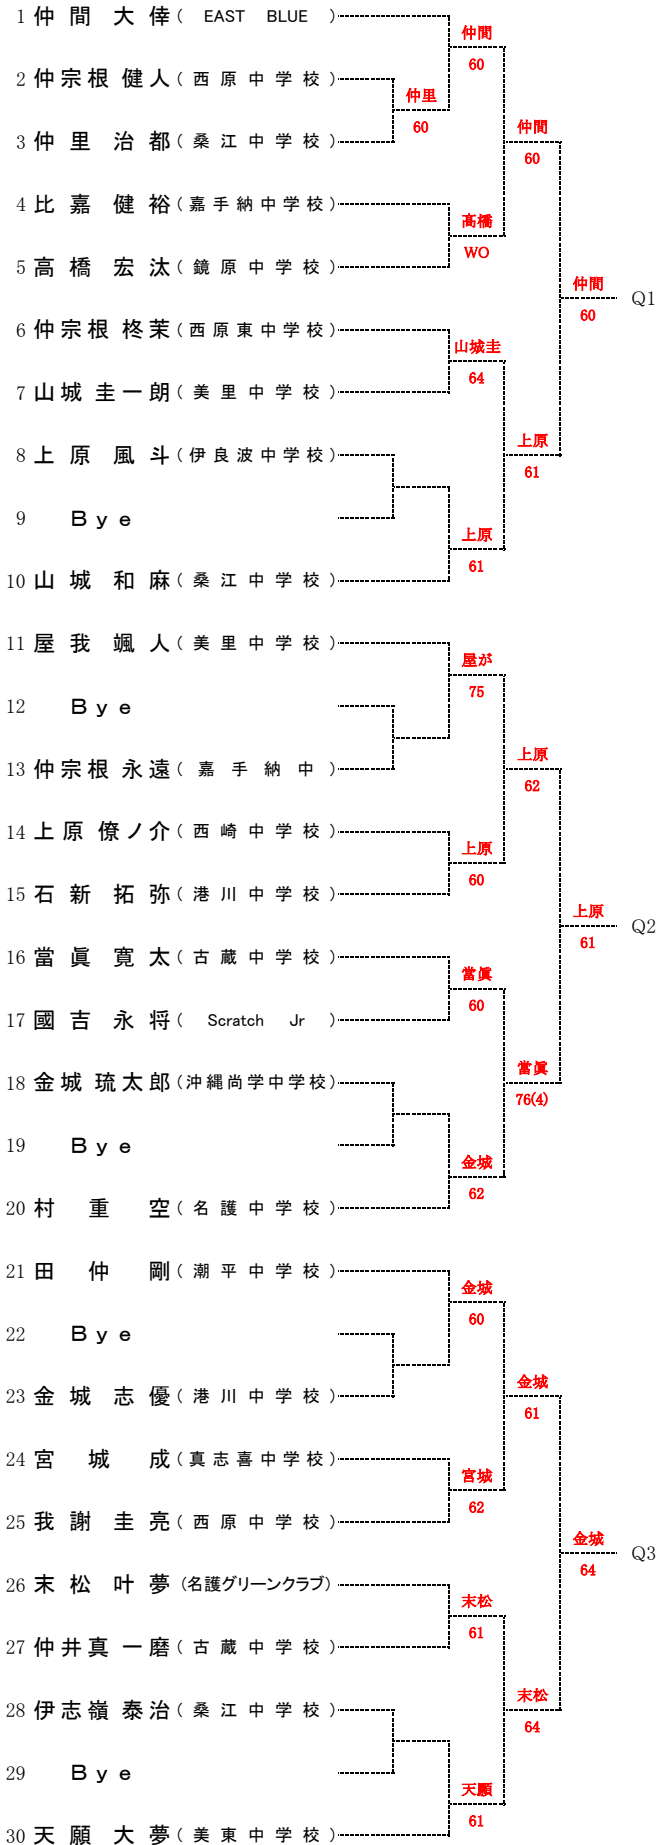 1 仲間大倖 ( EAST BLUE )
仲間
60
2 仲宗根健人 ( 西原中学校 )
仲里
60
3 仲里治都 ( 桑江中学校 )
仲間
60
4 比嘉健裕 ( 嘉手納中学校 )
高橋
WO
5 高橋宏汰 ( 鏡原中学校 )
仲間
60
Q1
6 仲宗根柊茉 ( 西原東中学校 )
山城圭
64
7 山城圭一朗 ( 美里中学校 )
上原
61
8 上原風斗 ( 伊良波中学校 )
9 Bye
上原
61
10 山城和麻 ( 桑江中学校 )
11 屋我颯人 ( 美里中学校 )
屋が
75
12 Bye
上原
62
13 仲宗根永遠 ( 嘉手納中 )
14 上原僚ノ介 ( 西崎中学校 )
上原
60
15 石新拓弥 ( 港川中学校 )
上原
61
Q2
16 當眞寛太 ( 古蔵中学校 )
當眞
60
17 國吉永将 ( Scratch Jr )
當眞
76(4)
18 金城琉太郎 (沖縄尚学中学校)
19 Bye
金城
62
20 村重空 ( 名護中学校 )
21 田仲剛 ( 潮平中学校 )
金城
60
22 Bye
金城
61
23 金城志優 ( 港川中学校 )
24 宮城成 ( 真志喜中学校 )
宮城
62
25 我謝圭亮 ( 西原中学校 )
金城
64
Q3
26 末松叶夢 (名護グリーンクラブ)
末松
61
27 仲井真一磨 ( 古蔵中学校 )
末松
64
28 伊志嶺泰治 ( 桑江中学校 )
29 Bye
天願
61
30 天願大夢 ( 美東中学校 )